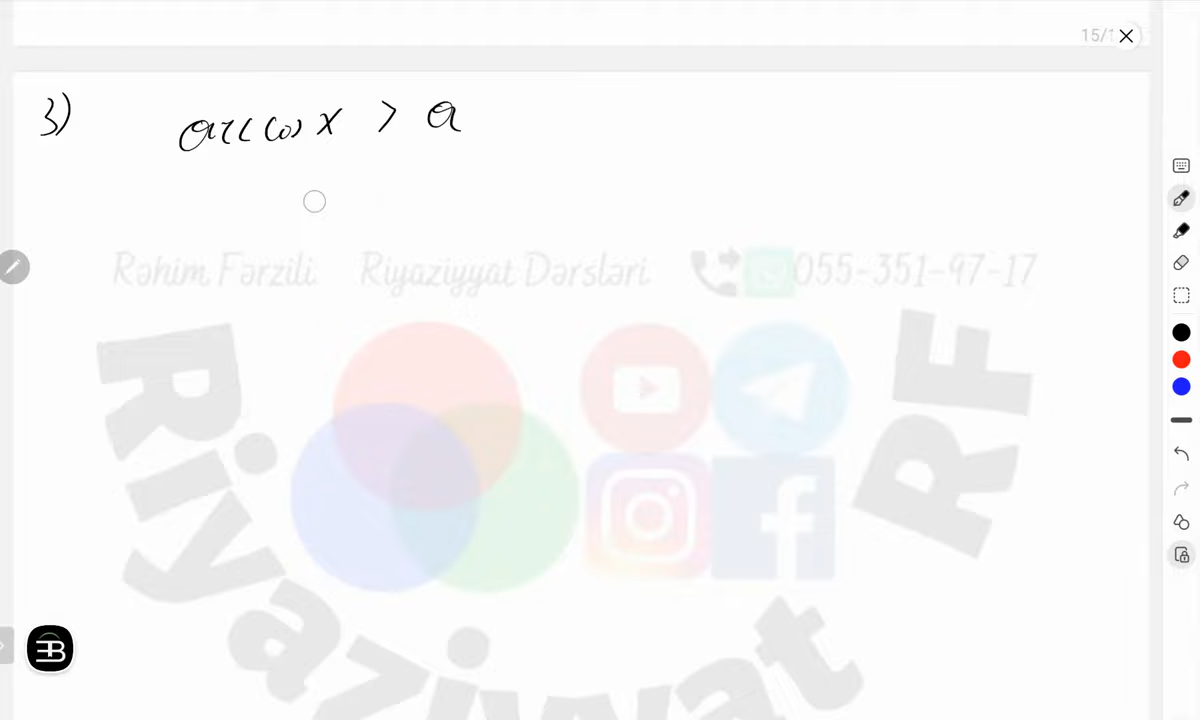 15/1
3) arccos x > a
Rəhim Fərzili Riyaziyyat Dərsləri 055-351-97-17
Riyaziyyat RF